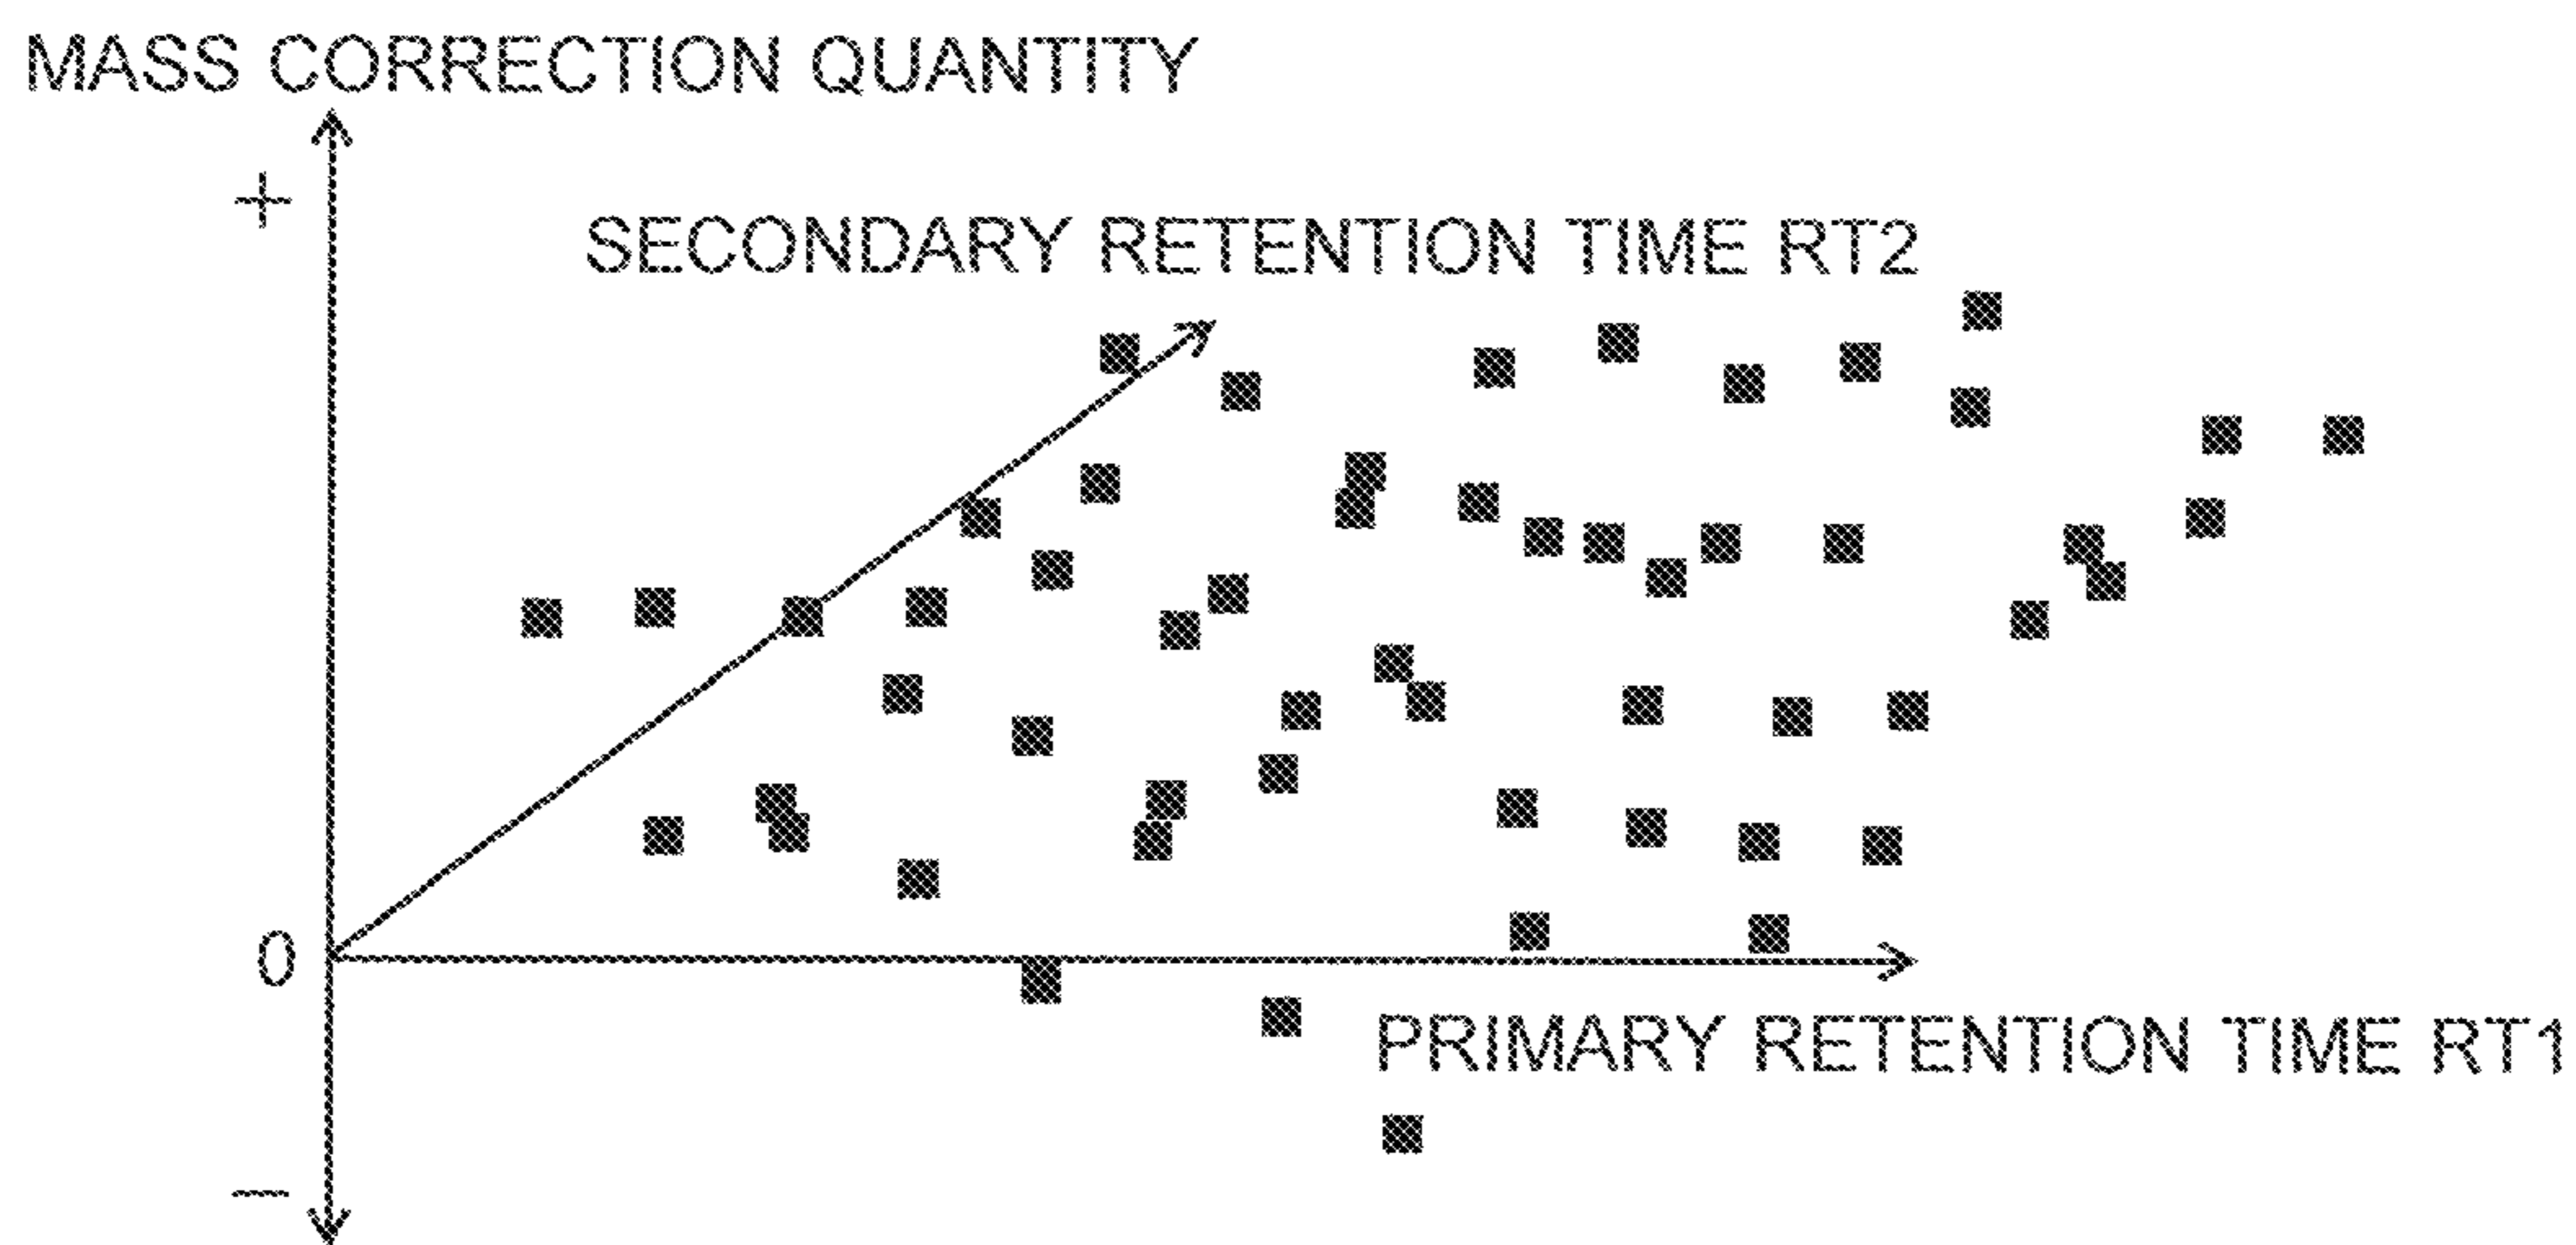 MASS CORRECTION QUANTITY
+
SECONDARY RETENTION TIME RT2
0
PRIMARY RETENTION TIME RT1
−